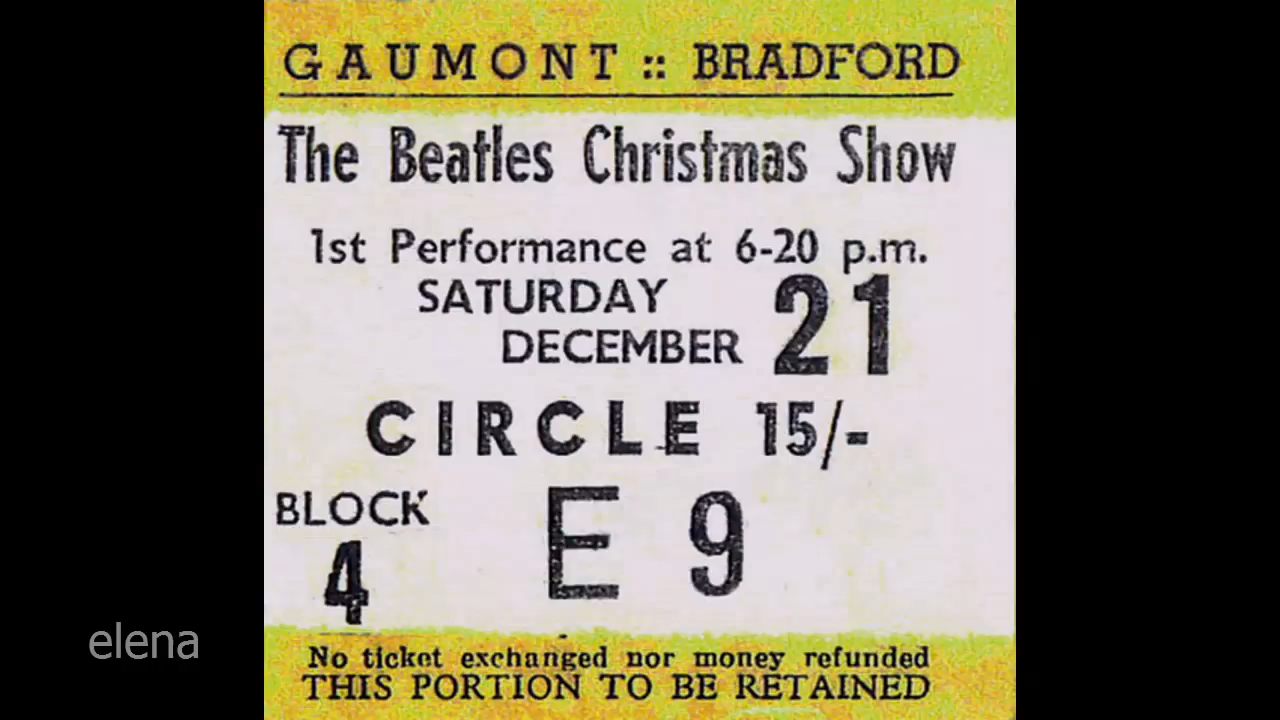 GAUMONT :: BRADFORD
The Beatles Christmas Show
1st Performance at 6-20 p.m.
SATURDAY
DECEMBER 21
CIRCLE 15/-
BLOCK
4
E 9
No ticket exchanged nor money refunded
THIS PORTION TO BE RETAINED
elena